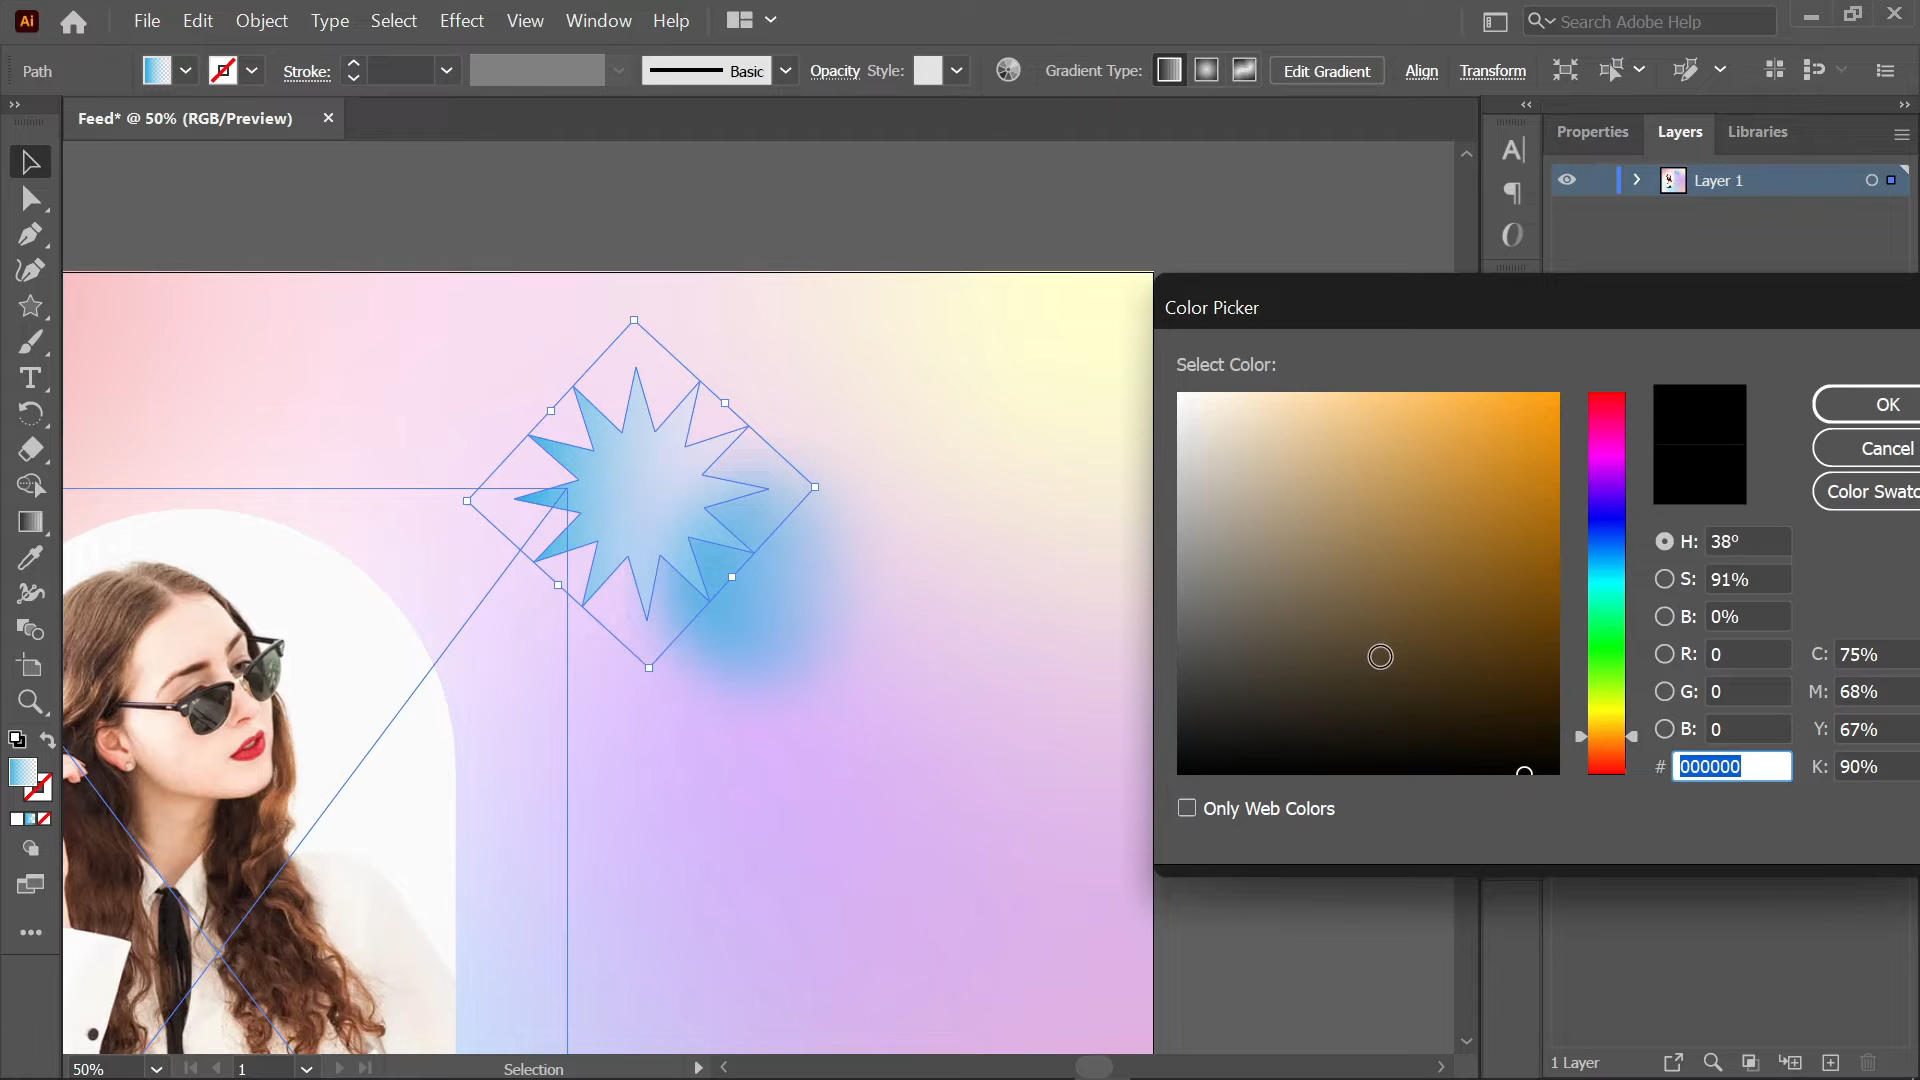 Ai File Edit Object Type Select Effect View Window Help Search Adobe Help
Path Stroke: Basic Opacity Style: Gradient Type: Edit Gradient Align Transform
Feed* @ 50% (RGB/Preview)
Properties Layers Libraries
Layer 1
Color Picker
Select Color:
OK
Cancel
Color Swatc
H: 38º
S: 91%
B: 0%
R: 0 C: 75%
G: 0 M: 68%
B: 0 Y: 67%
# 000000 K: 90%
Only Web Colors
50% 1 Selection 1 Layer